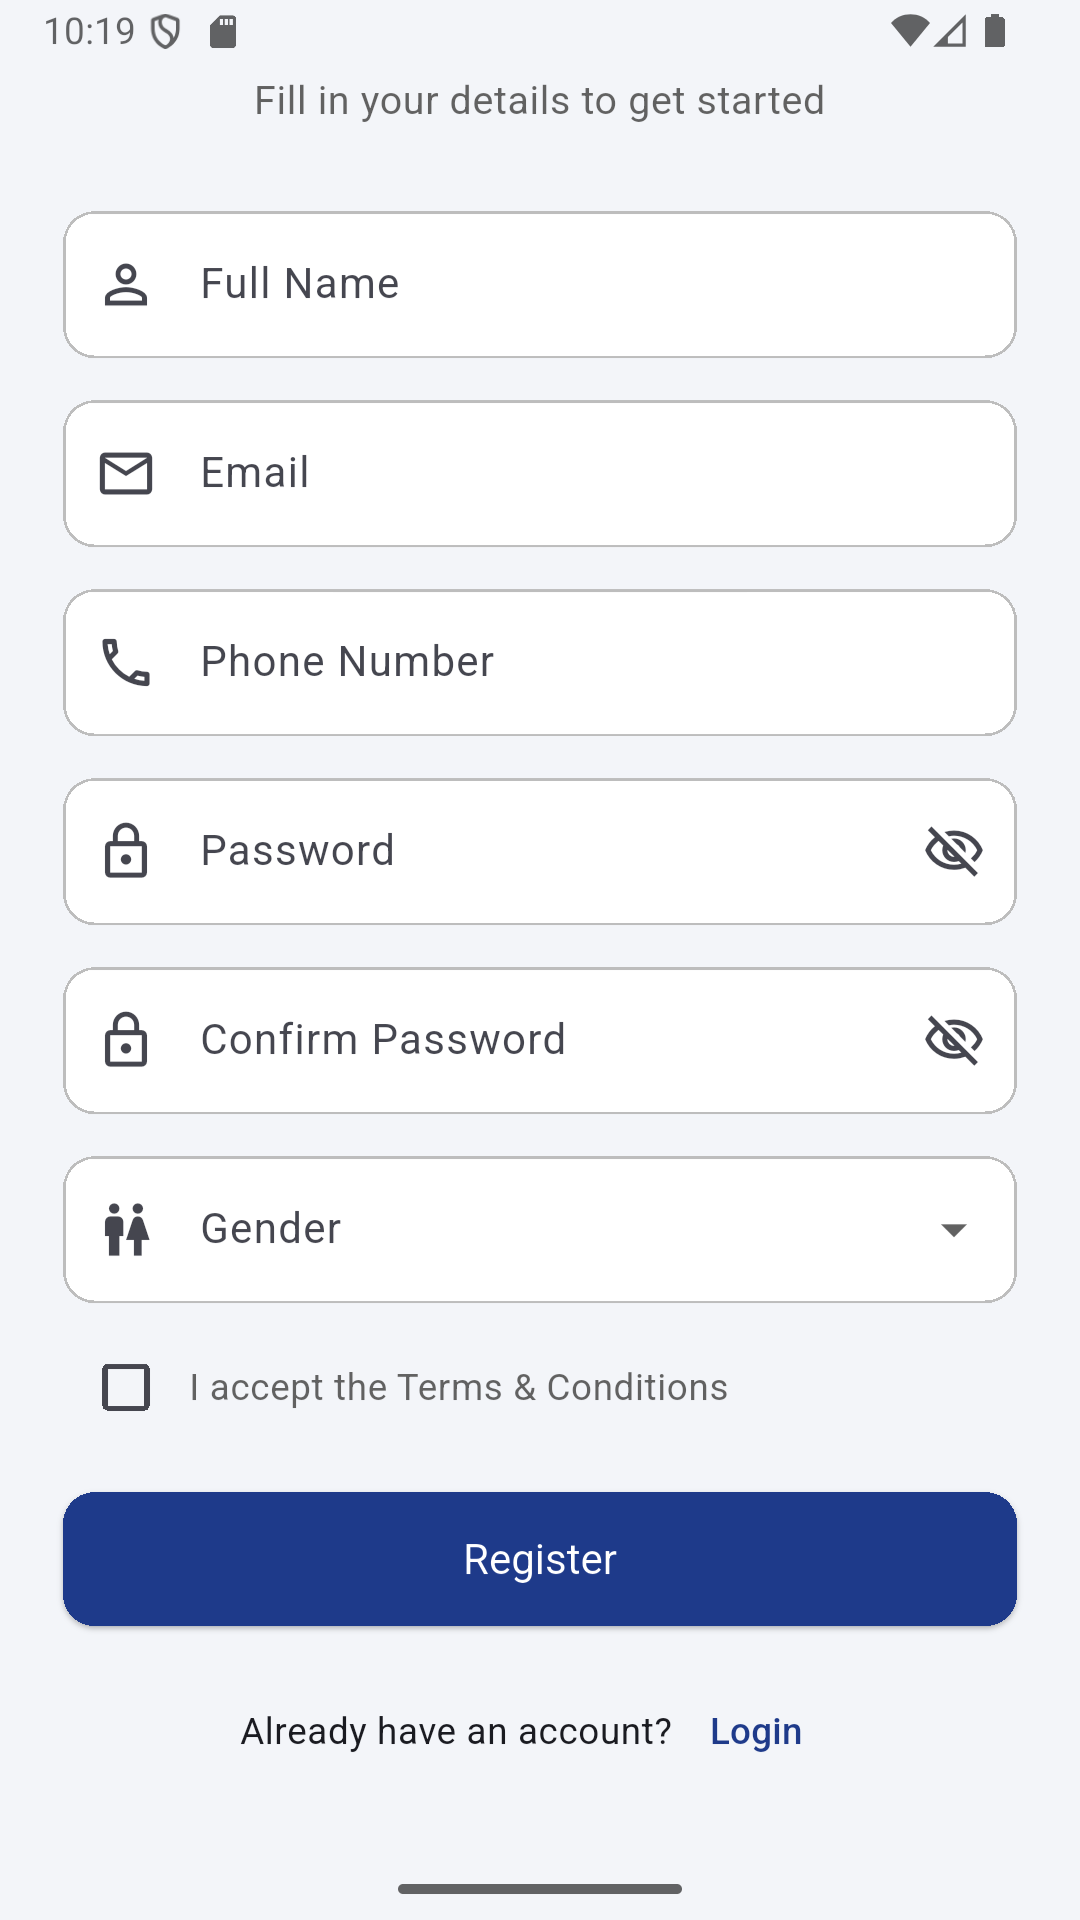 10:19
Fill in your details to get started
Full Name
Email
Phone Number
Password
Confirm Password
Gender
I accept the Terms & Conditions
Register
Already have an account? Login